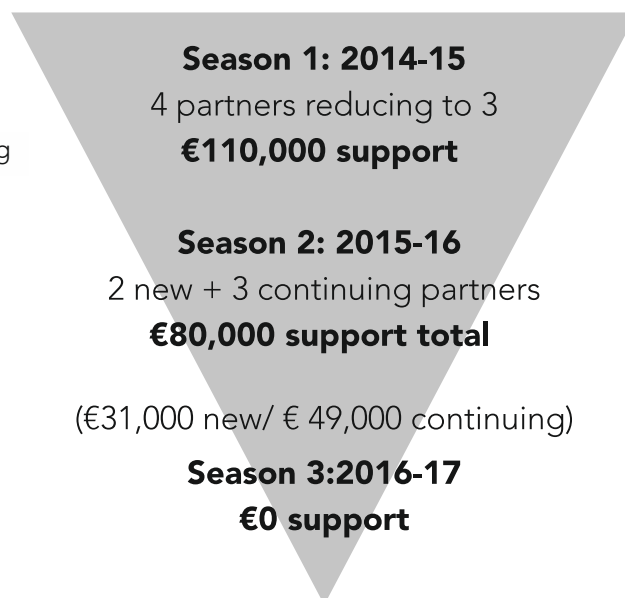 Season 1: 2014-15
4 partners reducing to 3
€110,000 support
Season 2: 2015-16
2 new + 3 continuing partners
€80,000 support total
(€31,000 new/ € 49,000 continuing)
Season 3:2016-17
€0 support